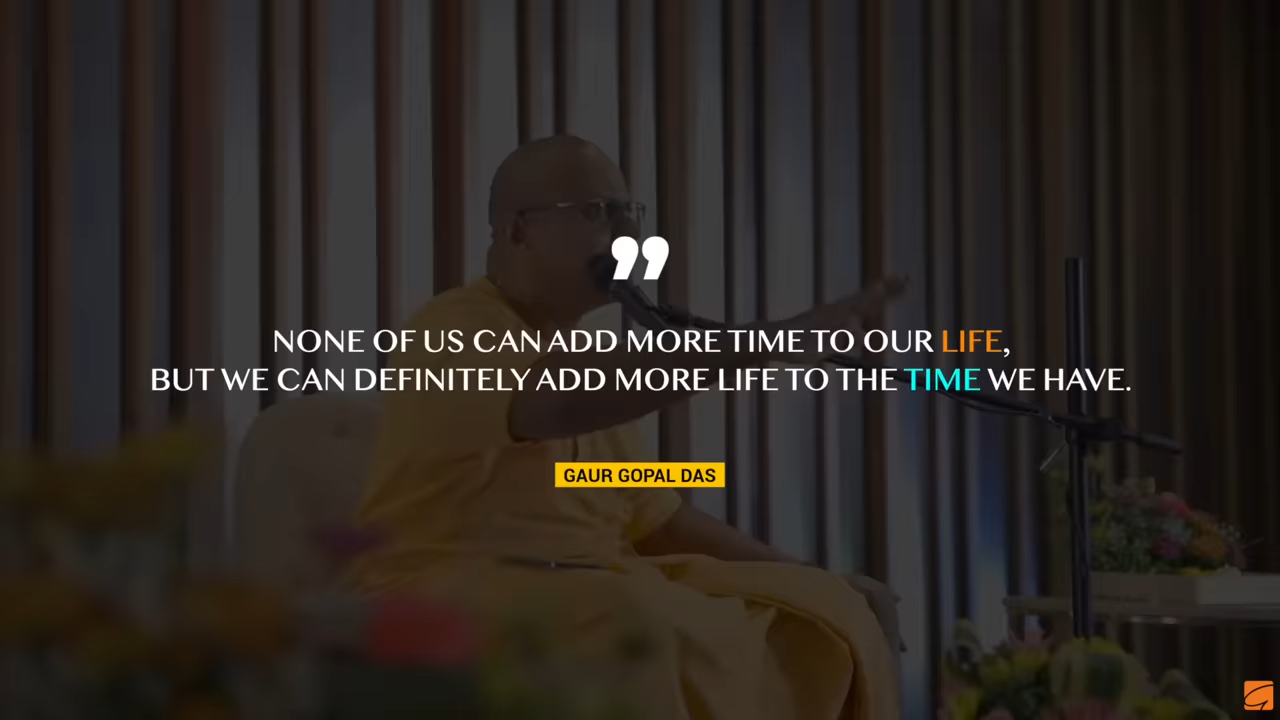 ”
NONE OF US CAN ADD MORE TIME TO OUR LIFE,
BUT WE CAN DEFINITELY ADD MORE LIFE TO THE TIME WE HAVE.
GAUR GOPAL DAS